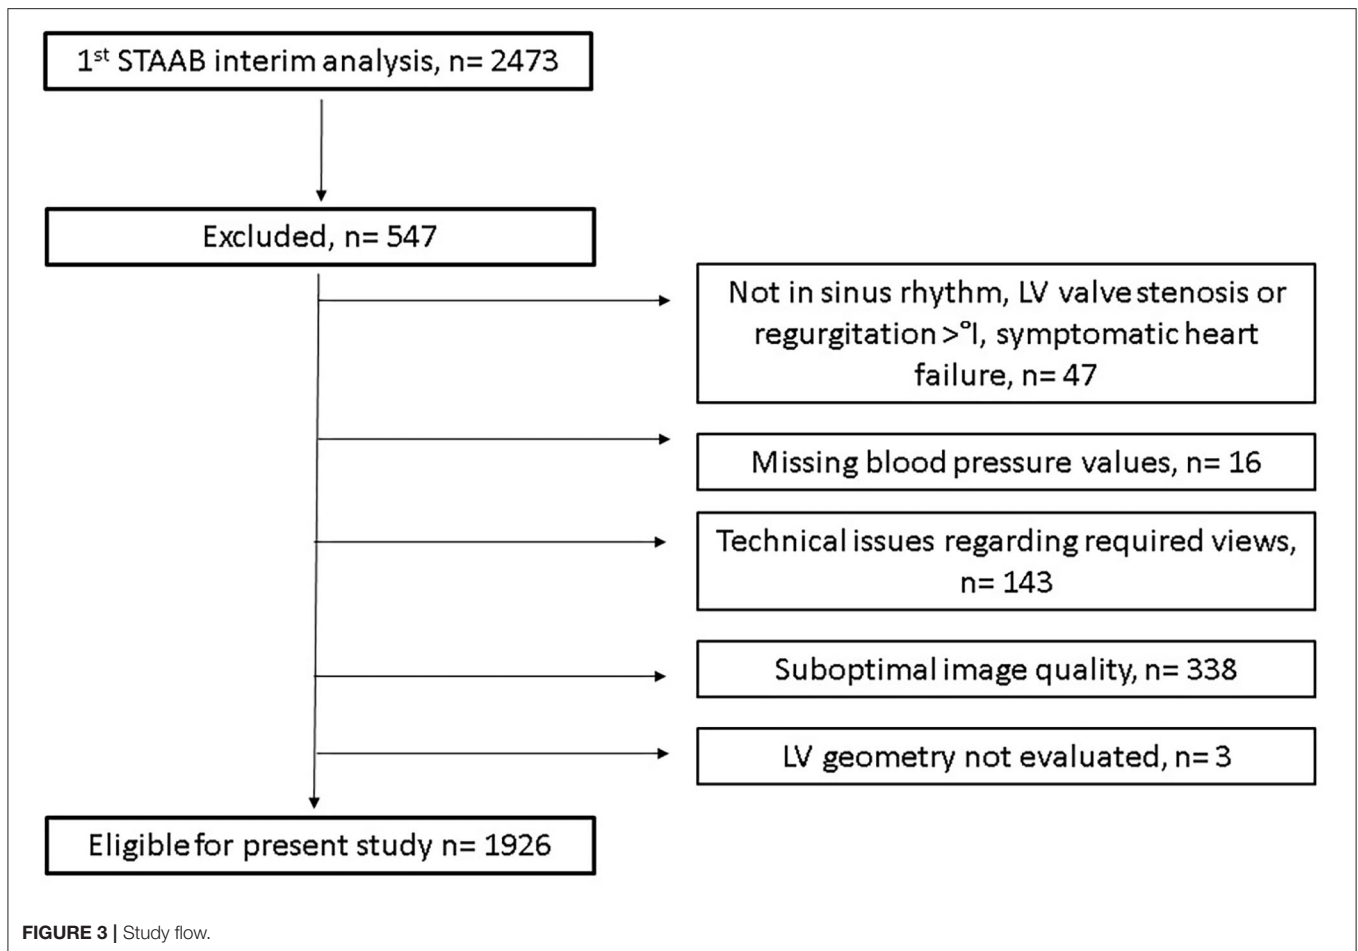 1st STAAB interim analysis, n= 2473
Excluded, n= 547
Not in sinus rhythm, LV valve stenosis or
regurgitation >°I, symptomatic heart
failure, n= 47
Missing blood pressure values, n= 16
Technical issues regarding required views,
n= 143
Suboptimal image quality, n= 338
LV geometry not evaluated, n= 3
Eligible for present study n= 1926
FIGURE 3 | Study flow.